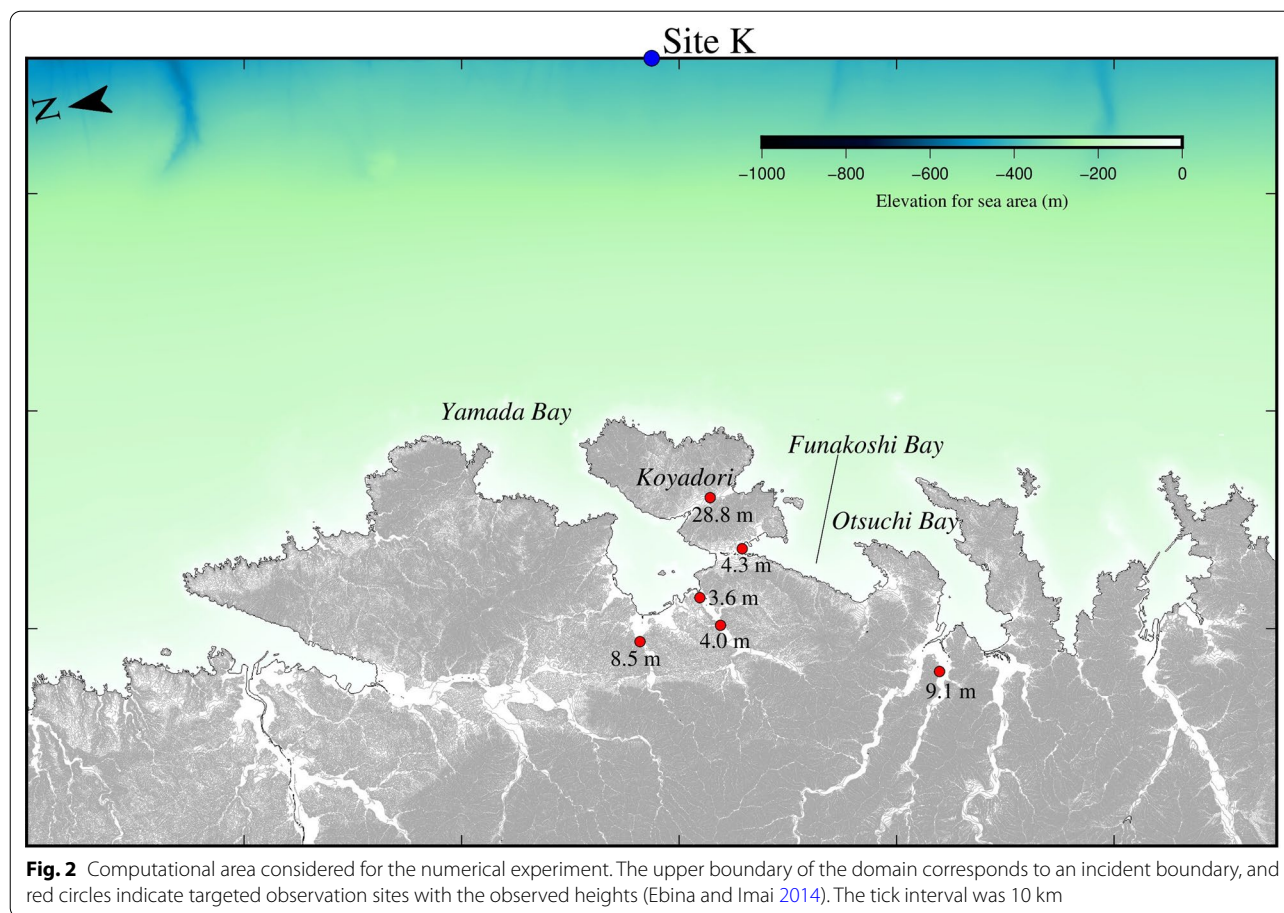 Site K
N
−1000 −800 −600 −400 −200 0
Elevation for sea area (m)
Yamada Bay
Funakoshi Bay
Koyadori
28.8 m
Otsuchi Bay
4.3 m
3.6 m
4.0 m
8.5 m
9.1 m
Fig. 2 Computational area considered for the numerical experiment. The upper boundary of the domain corresponds to an incident boundary, and
red circles indicate targeted observation sites with the observed heights (Ebina and Imai 2014). The tick interval was 10 km